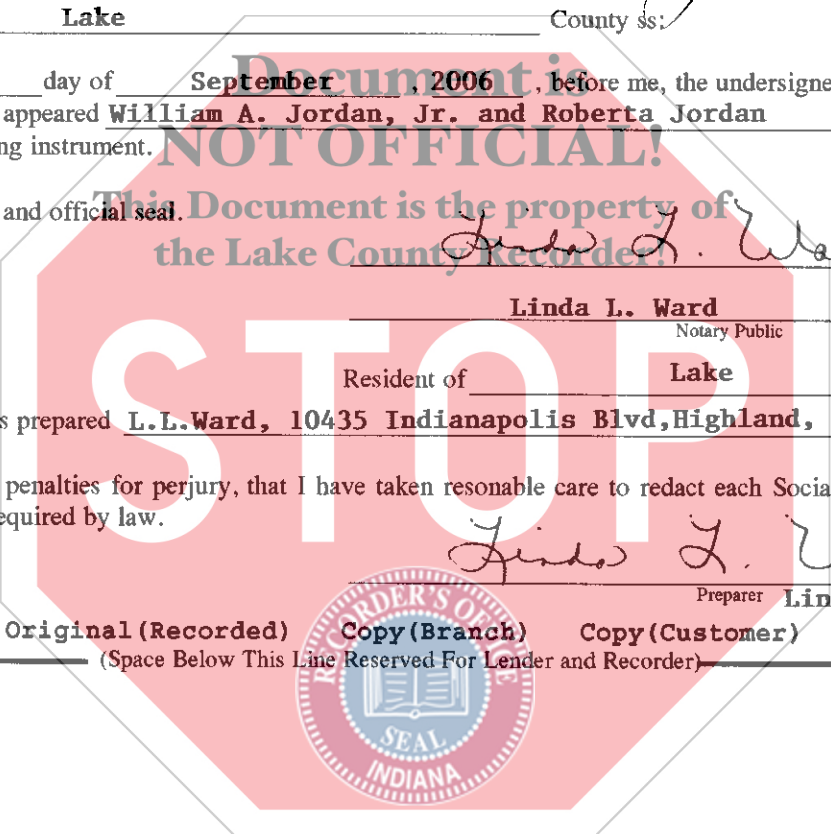 Lake County ss:
day of September , 2006 , before me, the undersigne
appeared William A. Jordan, Jr. and Roberta Jordan
ng instrument.
and official seal.
Document is
NOT OFFICIAL!
This Document is the property of
the Lake County Recorder!
Linda L. Wa
Linda L. Ward
Notary Public
Resident of Lake
STOP
s prepared L.L.Ward, 10435 Indianapolis Blvd,Highland,
penalties for perjury, that I have taken resonable care to redact each Socia
equired by law.
Linda L. W
Preparer Lin
Original(Recorded) Copy(Branch) Copy(Customer)
(Space Below This Line Reserved For Lender and Recorder)
RECORDER'S OFFICE
SEAL
INDIANA